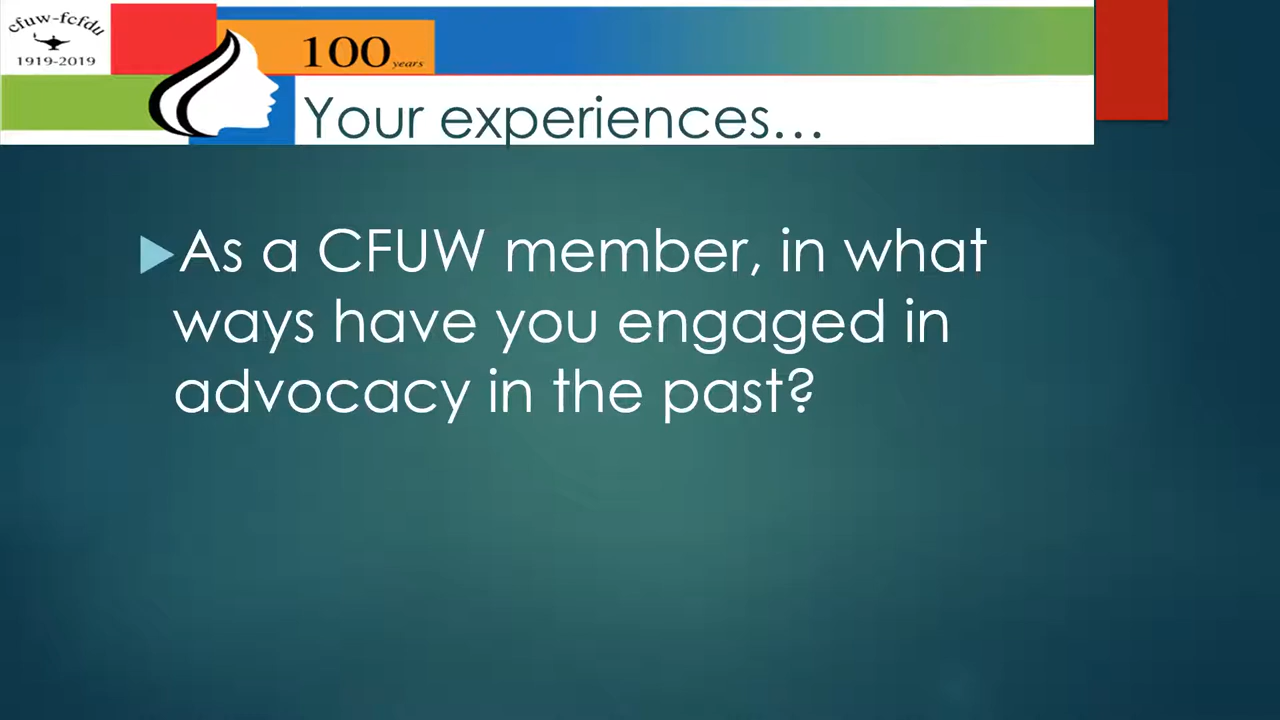 cfuw-fcfdu
1919-2019
100 years
Your experiences...
As a CFUW member, in what
ways have you engaged in
advocacy in the past?